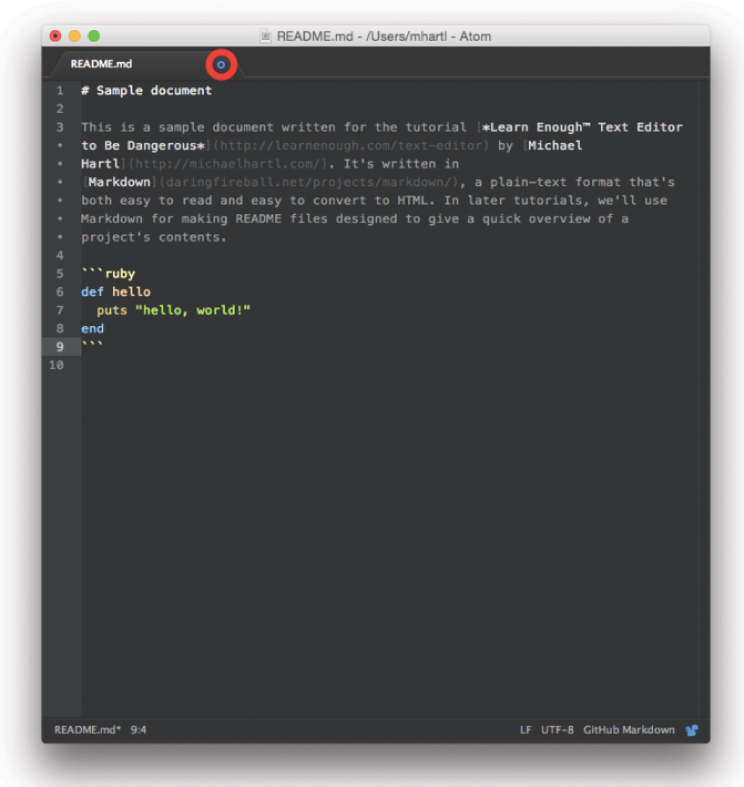 README.md - /Users/mhartl - Atom
README.md
1 # Sample document
2
3 This is a sample document written for the tutorial [*Learn Enough™ Text Editor
• to Be Dangerous*](http://learnenough.com/text-editor) by [Michael
• Hartl](http://michaelhartl.com/). It's written in
• [Markdown](daringfireball.net/projects/markdown/), a plain-text format that's
• both easy to read and easy to convert to HTML. In later tutorials, we'll use
• Markdown for making README files designed to give a quick overview of a
• project's contents.
4
5 ```ruby
6 def hello
7   puts "hello, world!"
8 end
9 ```
10
README.md* 9:4 LF UTF-8 GitHub Markdown